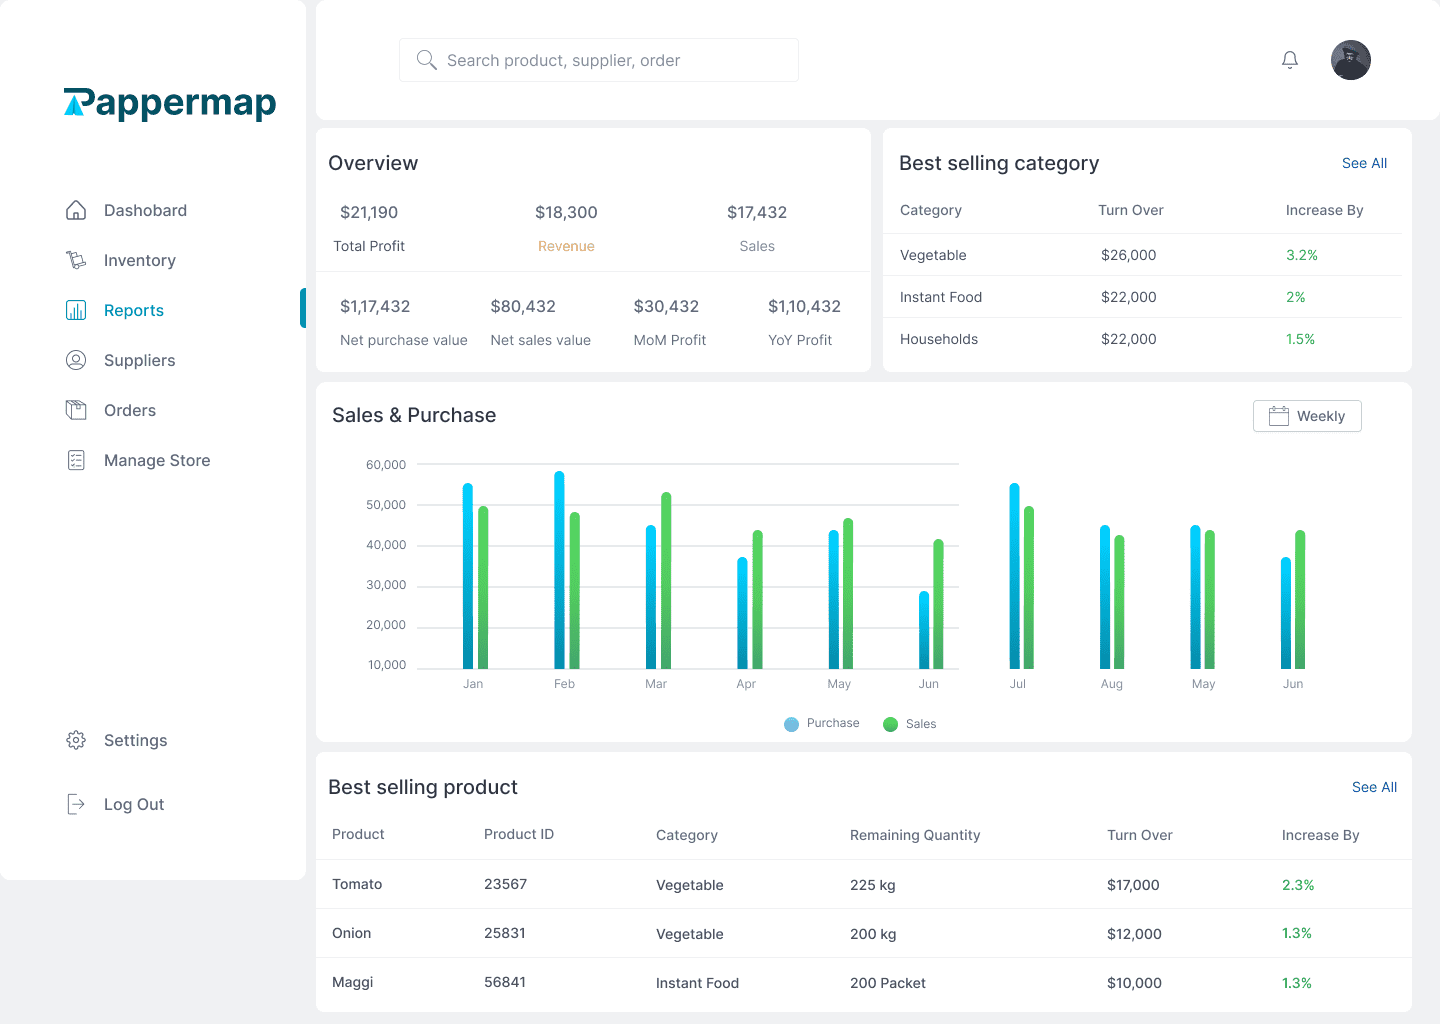 Pappermap
Search product, supplier, order
Dashobard
Inventory
Reports
Suppliers
Orders
Manage Store
Settings
Log Out
Overview
$21,190 $18,300 $17,432
Total Profit Revenue Sales
$1,17,432 $80,432 $30,432 $1,10,432
Net purchase value Net sales value MoM Profit YoY Profit
Best selling category See All
Category Turn Over Increase By
Vegetable $26,000 3.2%
Instant Food $22,000 2%
Households $22,000 1.5%
Sales & Purchase Weekly
60,000
50,000
40,000
30,000
20,000
10,000
Jan Feb Mar Apr May Jun Jul Aug May Jun
Purchase Sales
Best selling product See All
Product Product ID Category Remaining Quantity Turn Over Increase By
Tomato 23567 Vegetable 225 kg $17,000 2.3%
Onion 25831 Vegetable 200 kg $12,000 1.3%
Maggi 56841 Instant Food 200 Packet $10,000 1.3%